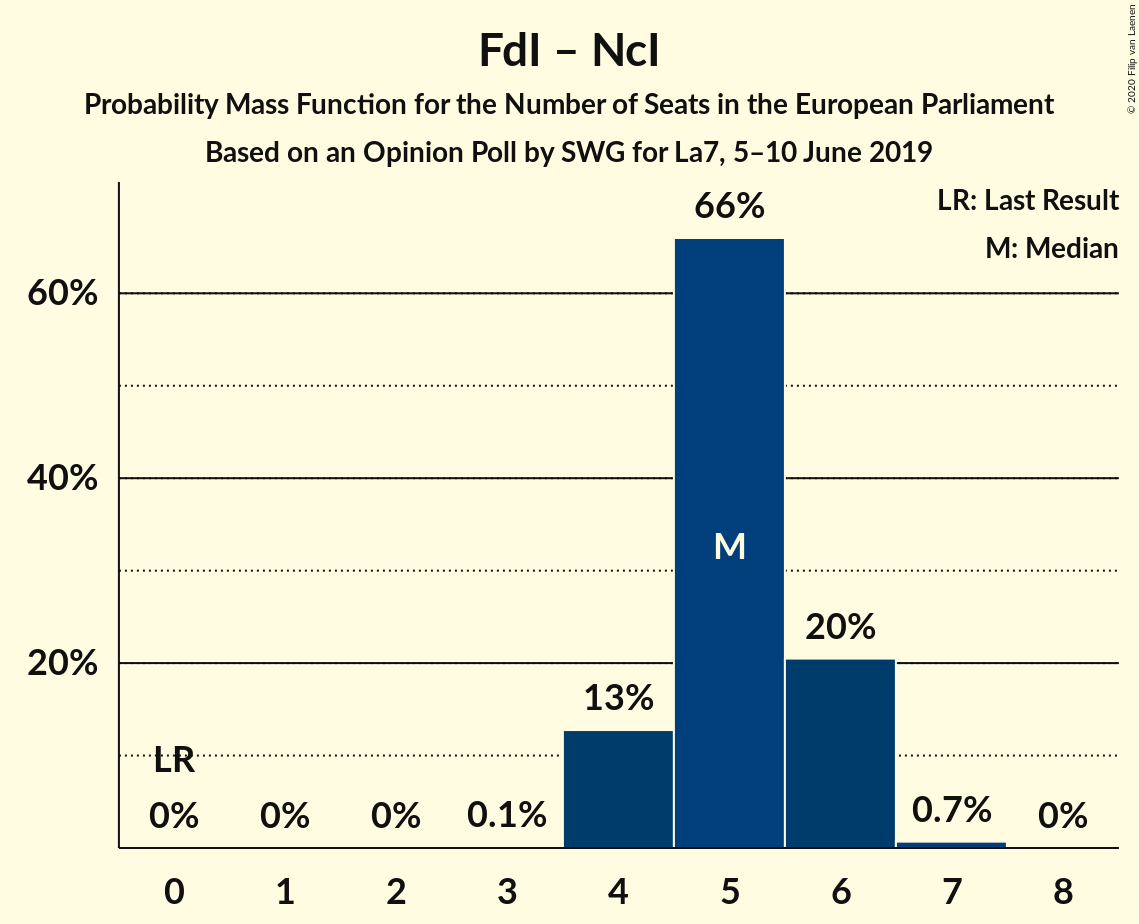 FdI – NcI
Probability Mass Function for the Number of Seats in the European Parliament
Based on an Opinion Poll by SWG for La7, 5–10 June 2019
© 2020 Filip van Laenen
LR: Last Result
M: Median
66%
60%
40%
M
20%
20%
13%
LR
0%
0%
0%
0.1%
0.7%
0%
0 1 2 3 4 5 6 7 8